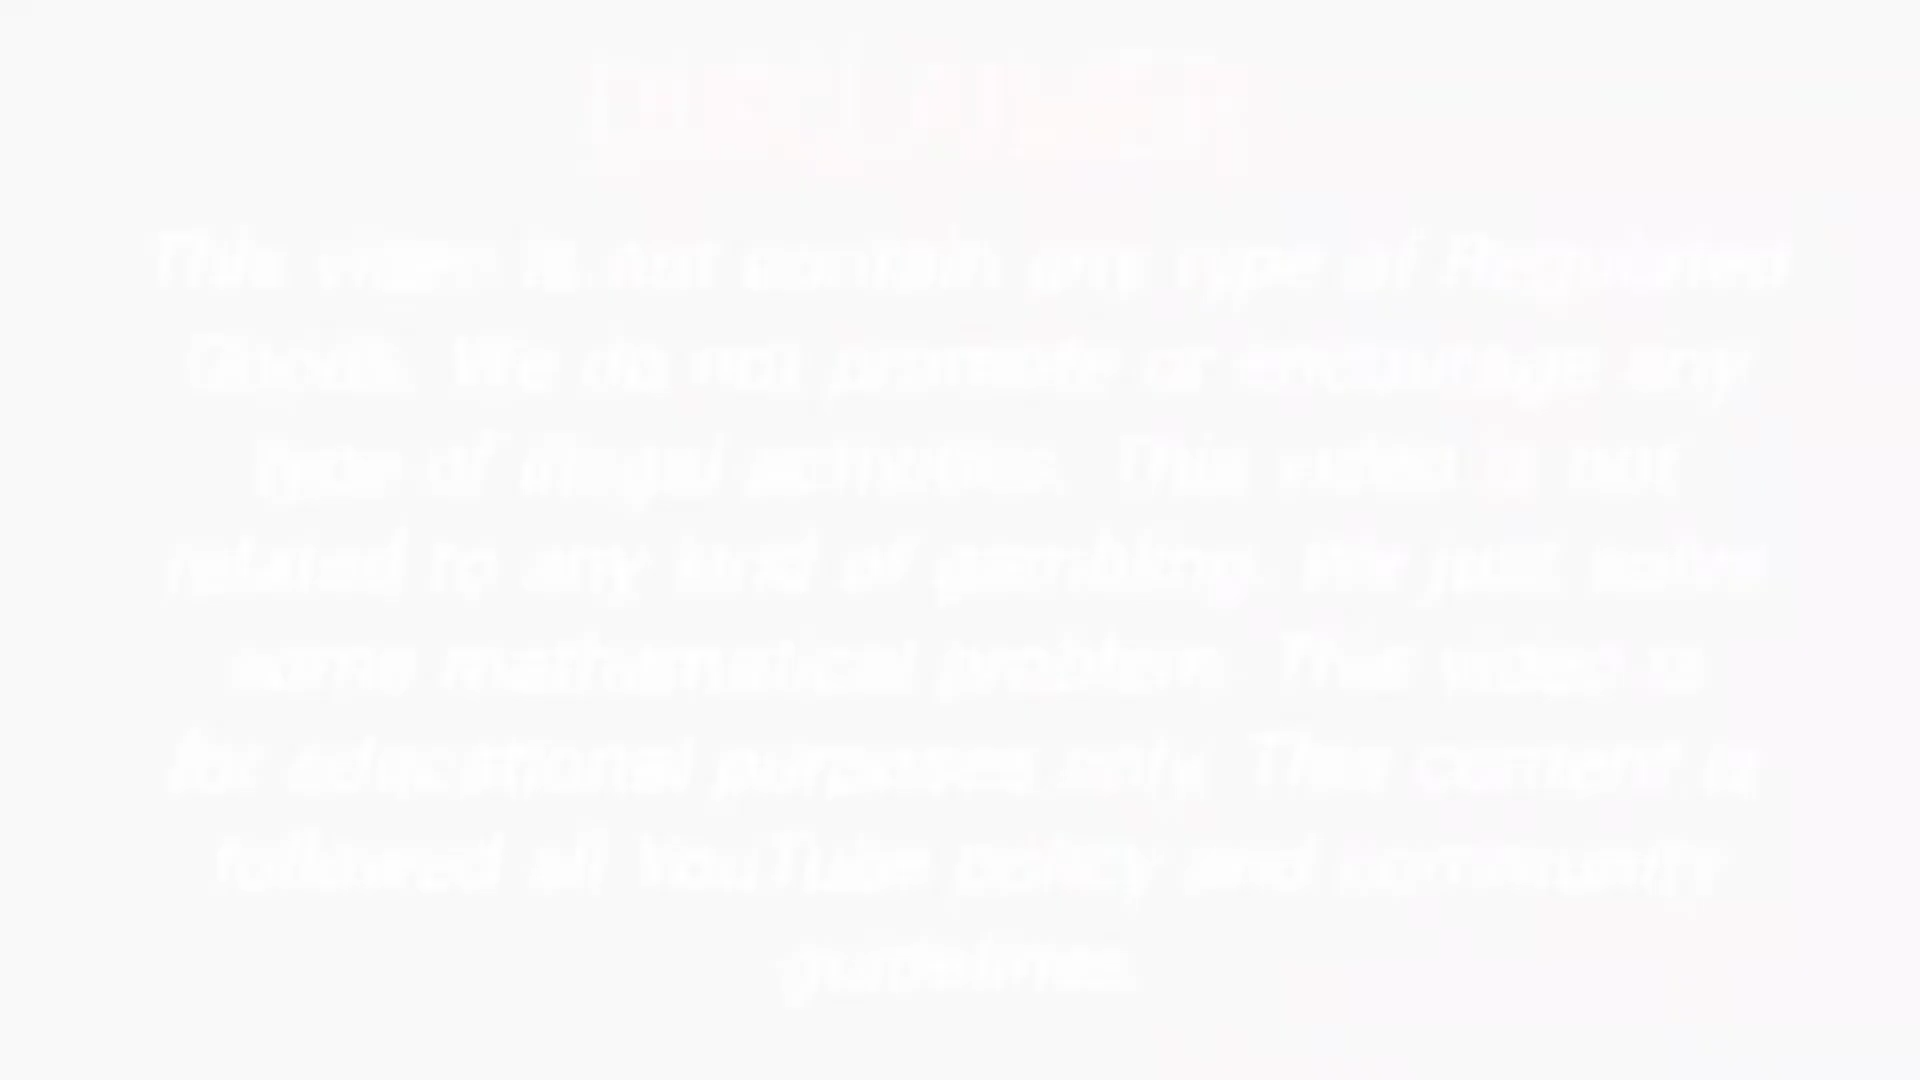 DISCLAIMER
This video is not contain any type of Regulated
Goods. We do not promote or encourage any
type of illegal activities. This video is not
related to any kind of gambling. We just solve
some mathematical problem. This video is
for educational purposes only. This content is
followed all YouTube policy and community
guidelines.